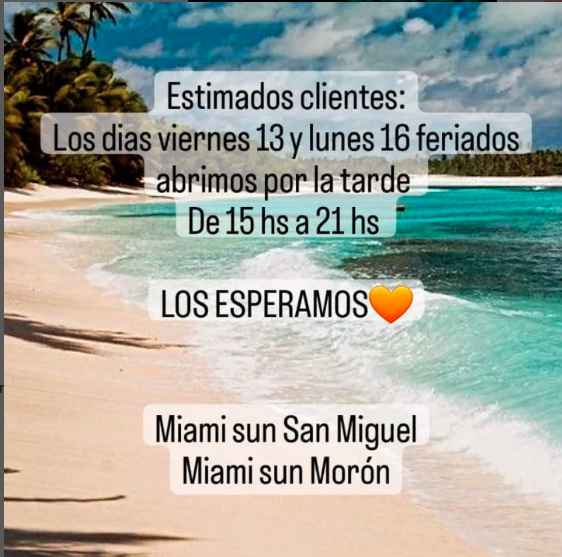 Estimados clientes:
Los dias viernes 13 y lunes 16 feriados
abrimos por la tarde
De 15 hs a 21 hs
LOS ESPERAMOS🧡
Miami sun San Miguel
Miami sun Morón